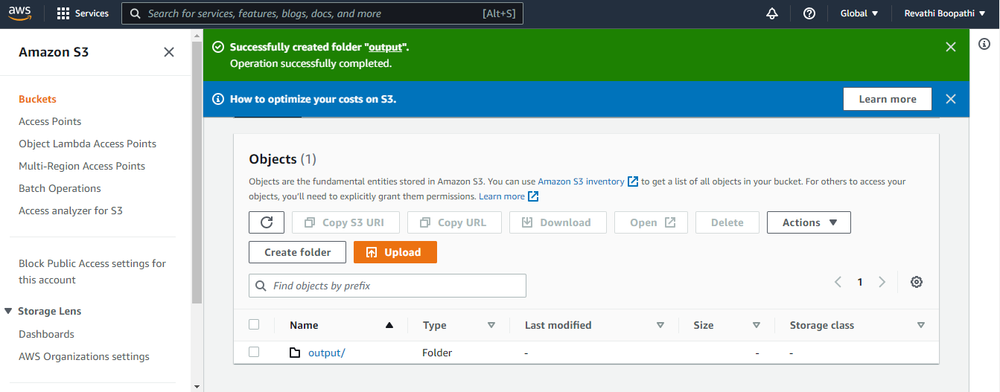 aws
Services
Search for services, features, blogs, docs, and more
[Alt+S]
Global
Revathi Boopathi
Amazon S3
Buckets
Access Points
Object Lambda Access Points
Multi-Region Access Points
Batch Operations
Access analyzer for S3
Block Public Access settings for
this account
Storage Lens
Dashboards
AWS Organizations settings
Successfully created folder "output".
Operation successfully completed.
How to optimize your costs on S3.
Learn more
Objects (1)
Objects are the fundamental entities stored in Amazon S3. You can use Amazon S3 inventory to get a list of all objects in your bucket. For others to access your
objects, you'll need to explicitly grant them permissions. Learn more
Copy S3 URI
Copy URL
Download
Open
Delete
Actions
Create folder
Upload
Find objects by prefix
1
Name Type Last modified Size Storage class
output/ Folder - - -